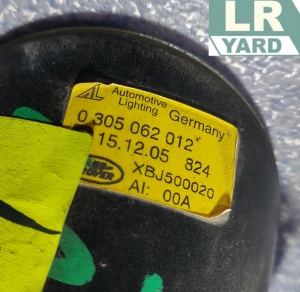 LR
YARD
AL Automotive Lighting Germany
0 305 062 012*
15.12.05 824
XBJ500020
AI: 00A